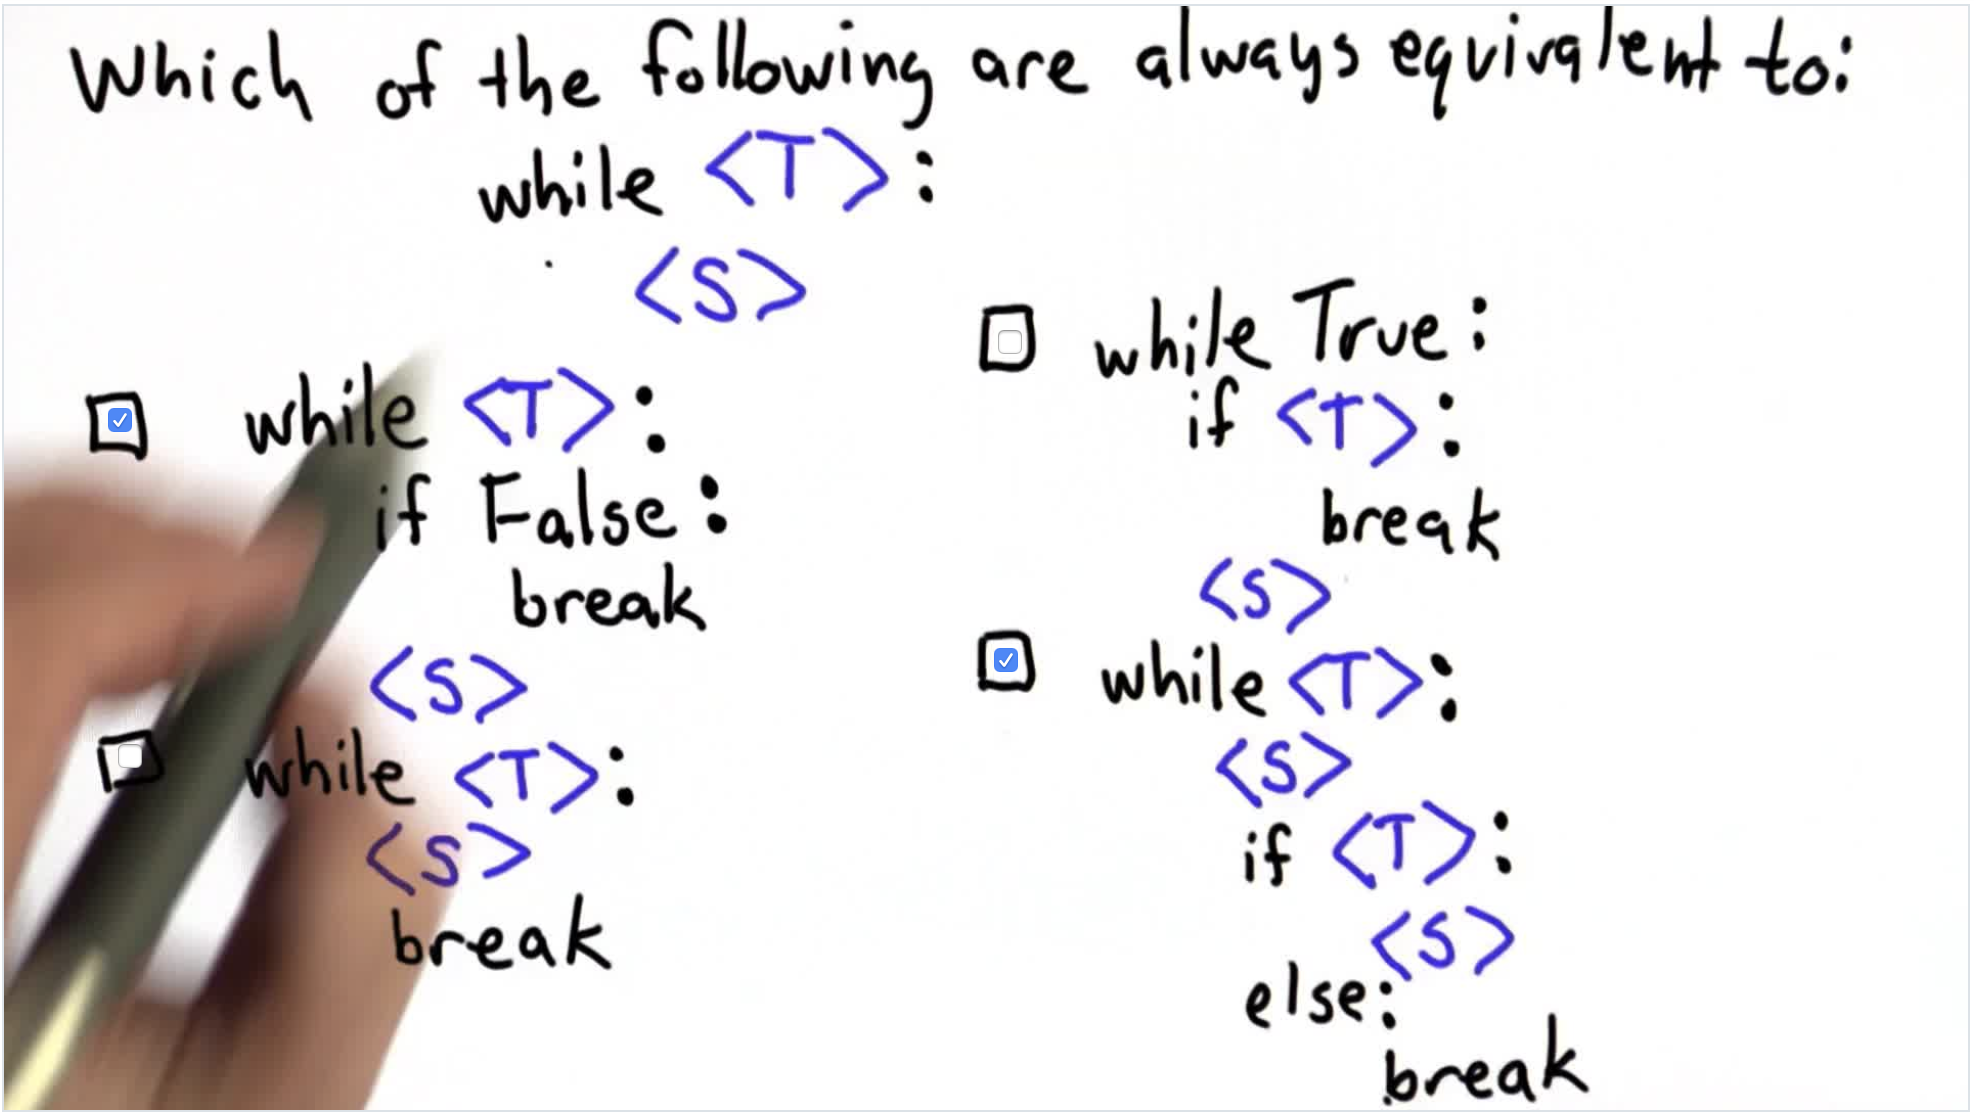 Which of the following are always equivalent to:
while <T>:
<S>
while <T>:
if False:
break
<S>
while <T>:
<S>
break
while True:
if <T>:
break
<S>
while <T>:
<S>
if <T>:
<S>
else:
break